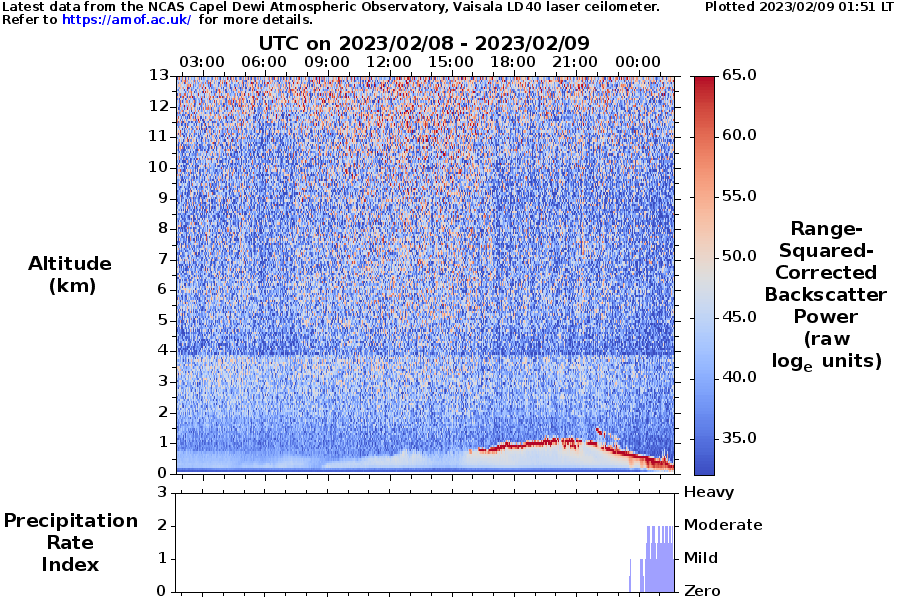 Latest data from the NCAS Capel Dewi Atmospheric Observatory, Vaisala LD40 laser ceilometer.
Plotted 2023/02/09 01:51 LT
Refer to https://amof.ac.uk/ for more details.
UTC on 2023/02/08 - 2023/02/09
03:00 06:00 09:00 12:00 15:00 18:00 21:00 00:00
13
12
11
10
9
8
7
6
5
4
3
2
1
0
Altitude
(km)
65.0
60.0
55.0
50.0
45.0
40.0
35.0
Range-
Squared-
Corrected
Backscatter
Power
(raw
logₑ units)
Precipitation
Rate
Index
3
2
1
0
Heavy
Moderate
Mild
Zero